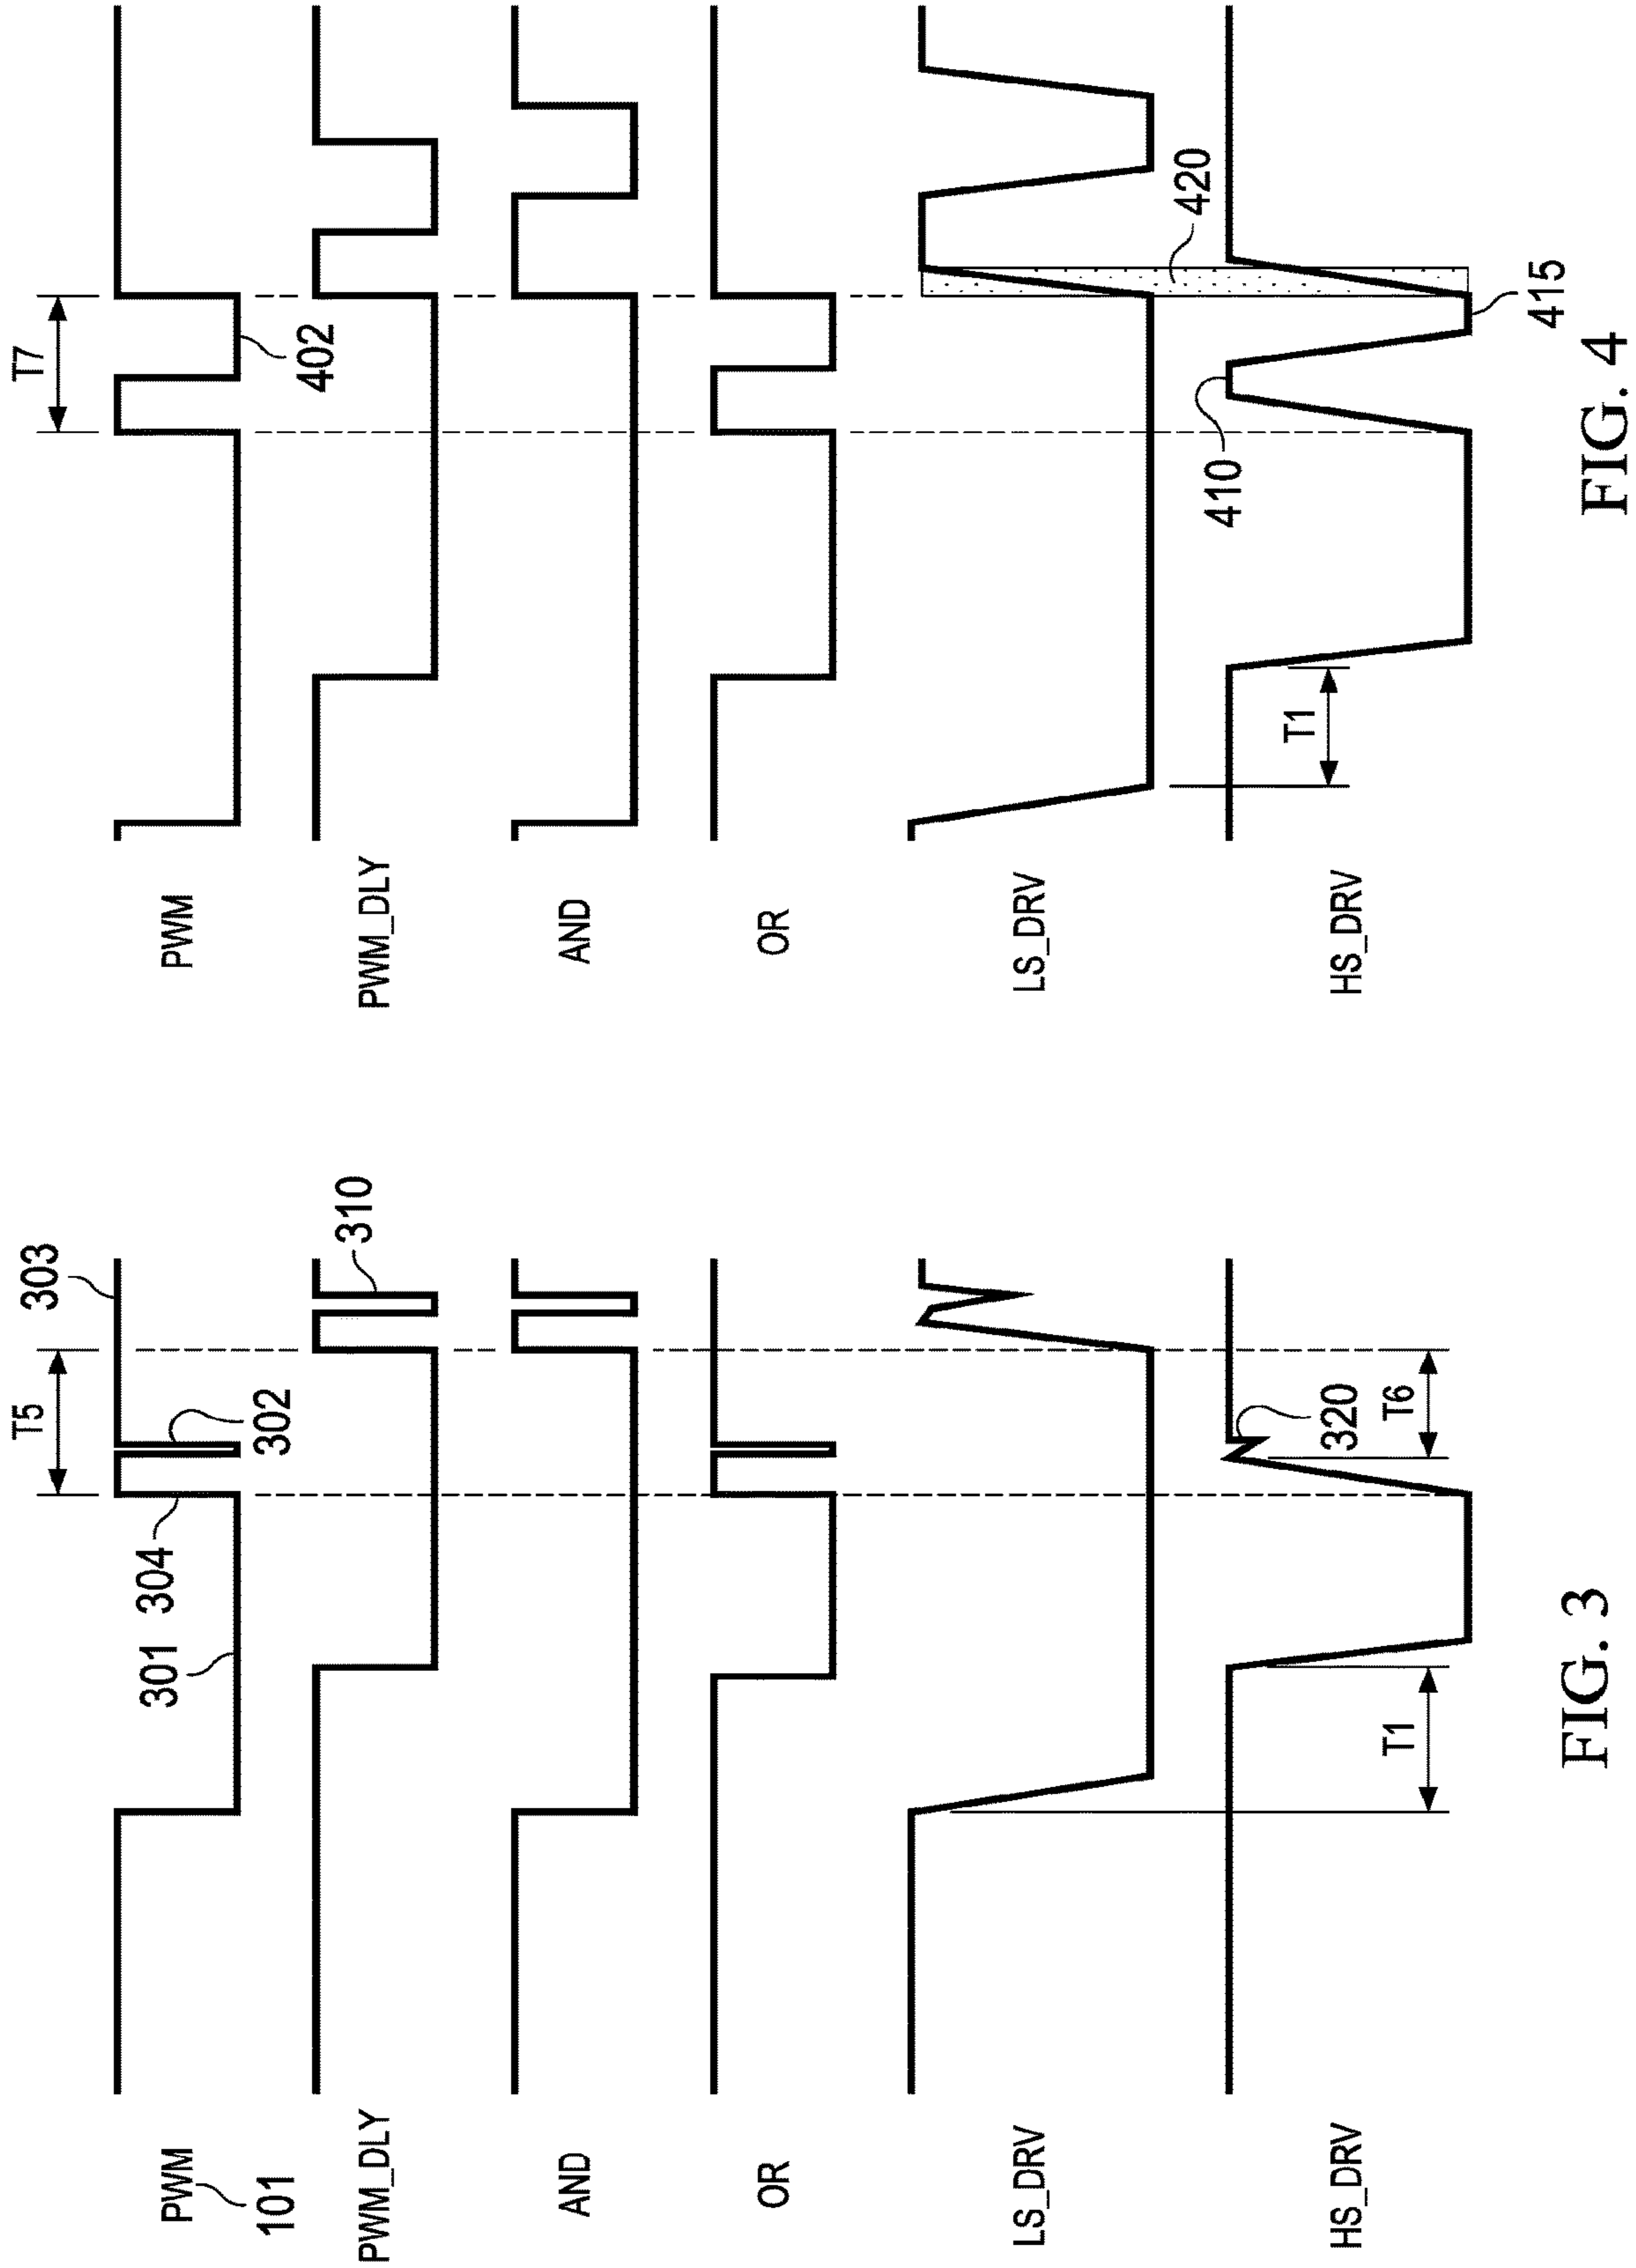 T5
303
PWM
101
301
304
302
PWM_DLY
310
AND
OR
LS_DRV
HS_DRV
T1
320
T6
FIG. 3
T7
PWM
402
PWM_DLY
AND
OR
LS_DRV
420
HS_DRV
410
T1
415
FIG. 4